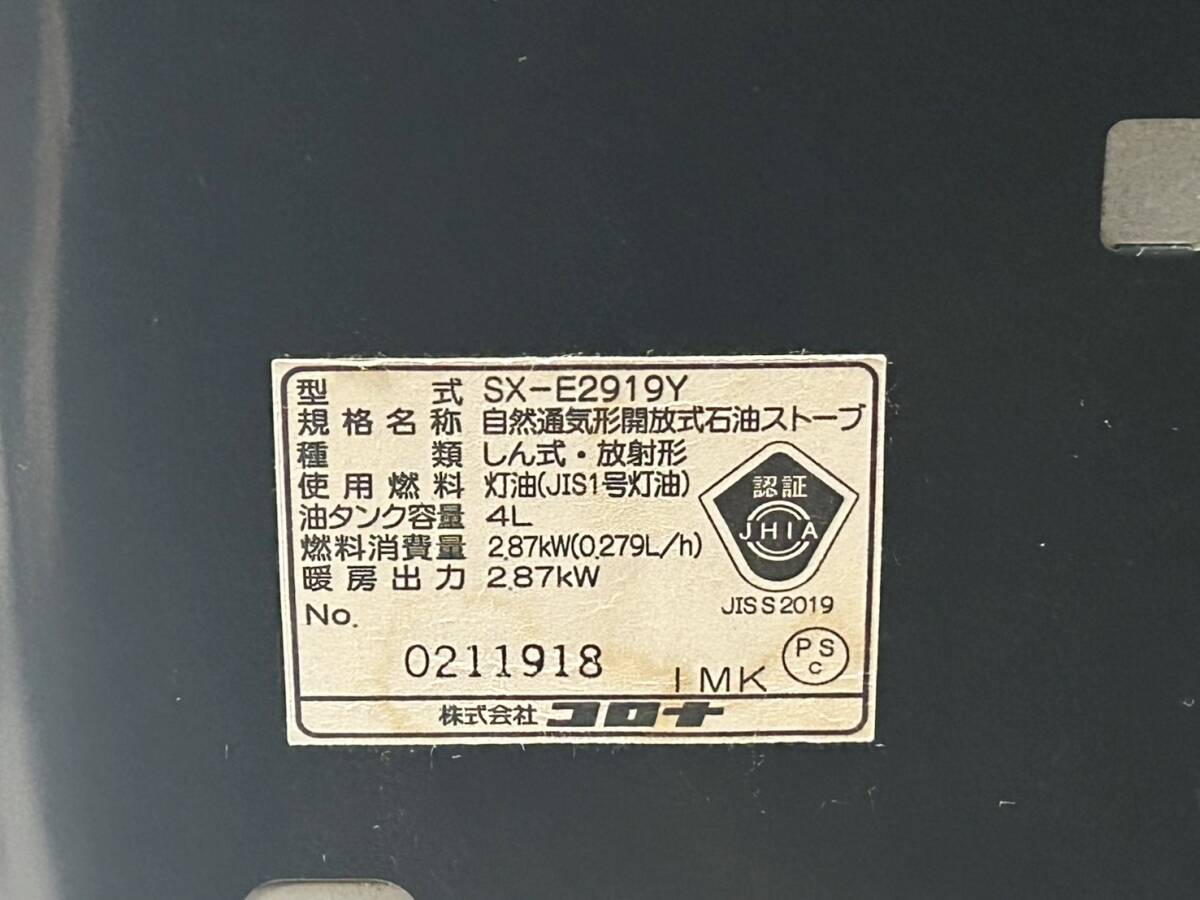 型式 SX-E2919Y
規格名称 自然通気形開放式石油ストーブ
種類 しん式・放射形
使用燃料 灯油(JIS1号灯油)
油タンク容量 4L
燃料消費量 2.87kW(0.279L/h)
暖房出力 2.87kW
認証
JHIA
JIS S 2019
No.
0211918
IMK
PS
C
株式会社 コロナ